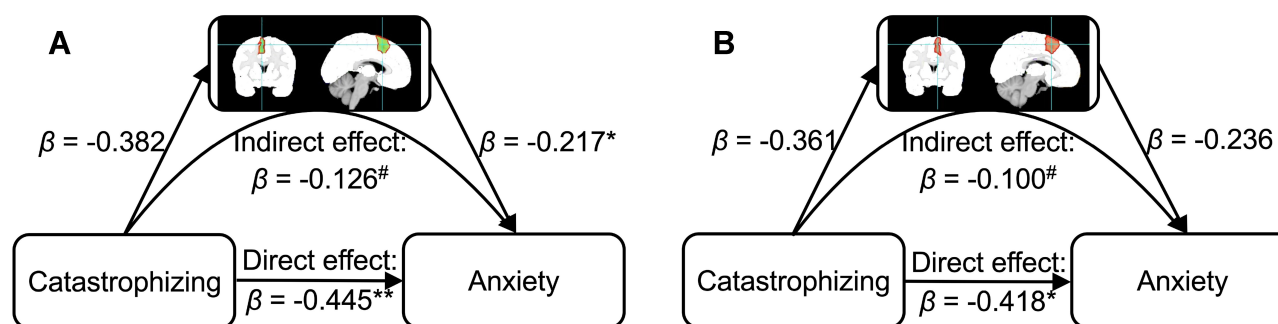 A
β = -0.382
Indirect effect:
β = -0.126#
β = -0.217*
Catastrophizing
Direct effect:
β = -0.445**
Anxiety
B
β = -0.361
Indirect effect:
β = -0.100#
β = -0.236
Catastrophizing
Direct effect:
β = -0.418*
Anxiety